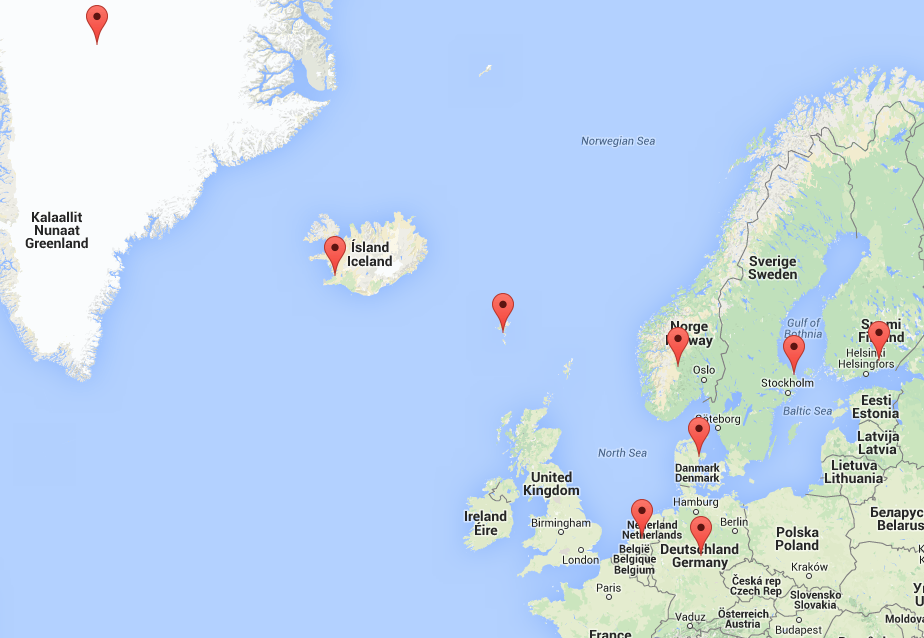 Norwegian Sea
Kalaallit
Nunaat
Greenland
Ísland
Iceland
Sverige
Sweden
Norge
Norway
Gulf of
Bothnia
Suomi
Finland
Helsinki
Helsingfors
Oslo
Stockholm
Baltic Sea
Eesti
Estonia
Göteborg
Latvija
Latvia
North Sea
Danmark
Denmark
Lietuva
Lithuania
United
Kingdom
Hamburg
Ireland
Éire
Birmingham
Nederland
Netherlands
Berlin
Polska
Poland
Беларусь
Belarus
London
België
Belgique
Belgium
Deutschland
Germany
Kraków
Paris
Česká rep
Czech Rep
Slovensko
Slovakia
Vaduz
Österreich
Austria
Budapest
Moldov
France